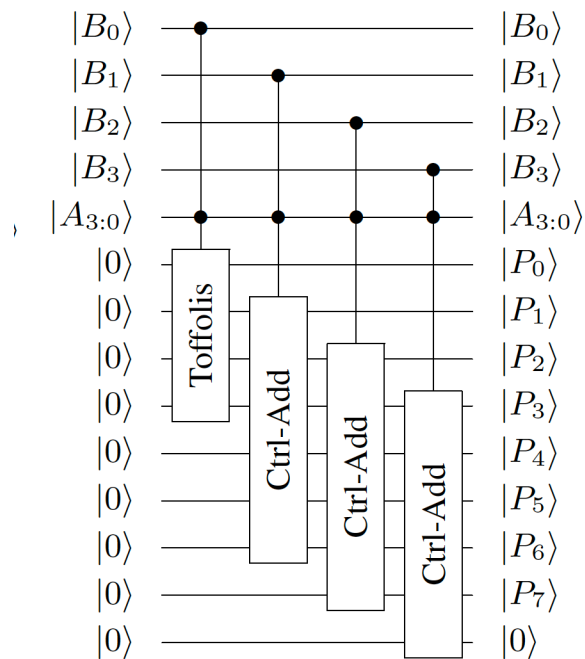 |B₀⟩ |B₀⟩
|B₁⟩ |B₁⟩
|B₂⟩ |B₂⟩
|B₃⟩ |B₃⟩
⟩ |A₃:₀⟩ |A₃:₀⟩
|0⟩ |P₀⟩
|0⟩ |P₁⟩
|0⟩ |P₂⟩
|0⟩ |P₃⟩
|0⟩ |P₄⟩
|0⟩ |P₅⟩
|0⟩ |P₆⟩
|0⟩ |P₇⟩
|0⟩ |0⟩
Toffolis
Ctrl-Add
Ctrl-Add
Ctrl-Add